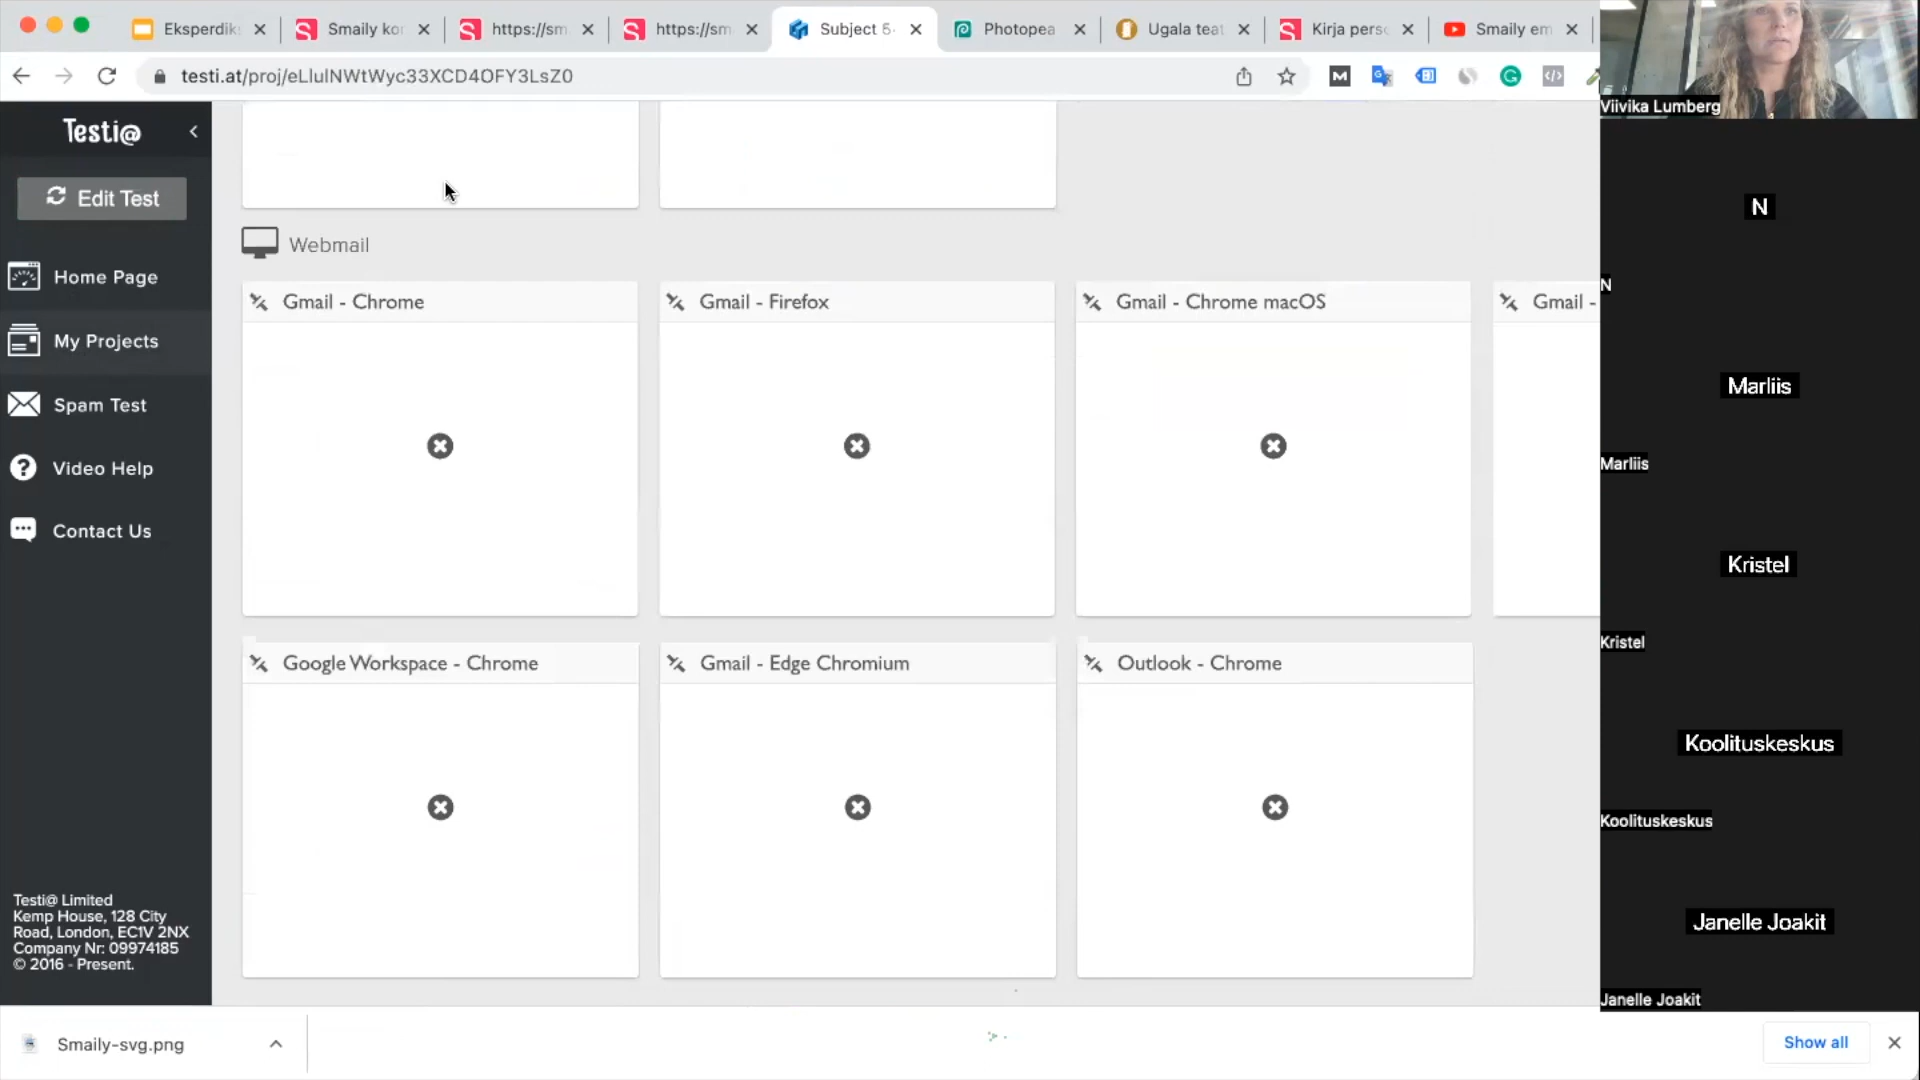 Eksperdik
Smaily kor
https://sm
https://sm
Subject 5-
Photopea
Ugala teat
Kirja perso
Smaily em
testi.at/proj/eLlulNWtWyc33XCD4OFY3LsZ0
Viivika Lumberg
Testi@
Edit Test
Home Page
My Projects
Spam Test
Video Help
Contact Us
Testi@ Limited
Kemp House, 128 City
Road, London, EC1V 2NX
Company Nr: 09974185
© 2016 - Present.
Webmail
Gmail - Chrome
Gmail - Firefox
Gmail - Chrome macOS
Gmail -
Google Workspace - Chrome
Gmail - Edge Chromium
Outlook - Chrome
N
N
Marliis
Marliis
Kristel
Kristel
Koolituskeskus
Koolituskeskus
Janelle Joakit
Janelle Joakit
Smaily-svg.png
Show all